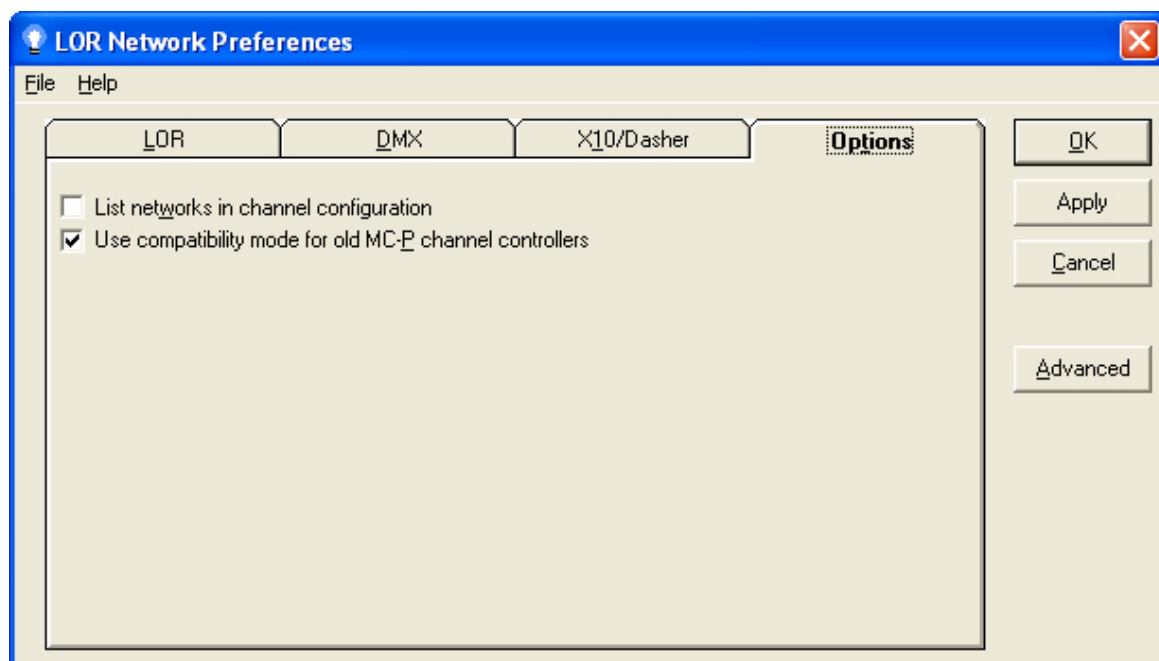 LOR Network Preferences
File Help
LOR DMX X10/Dasher Options
OK
List networks in channel configuration
Apply
Use compatibility mode for old MC-P channel controllers
Cancel
Advanced